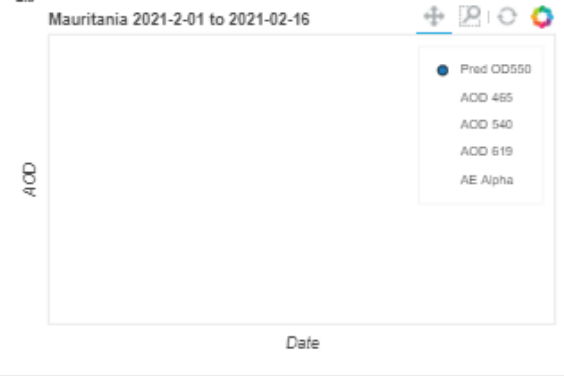 Mauritania 2021-2-01 to 2021-02-16
Pred OD550
AOD 465
AOD 540
AOD 619
AE Alpha
AOD
Date